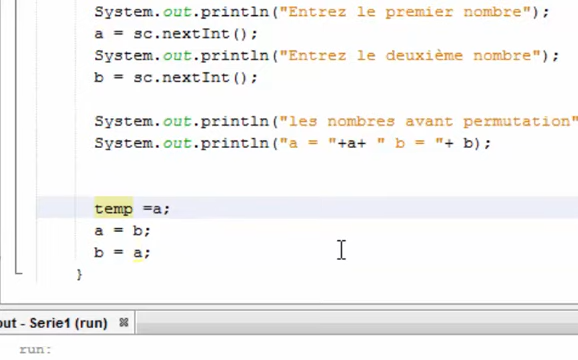 System.out.println("Entrez le premier nombre");
a = sc.nextInt();
System.out.println("Entrez le deuxième nombre");
b = sc.nextInt();
System.out.println("les nombres avant permutation"
System.out.println("a = "+a+ " b = "+ b);
temp =a;
a = b;
b = a;
}
out - Serie1 (run)
run: